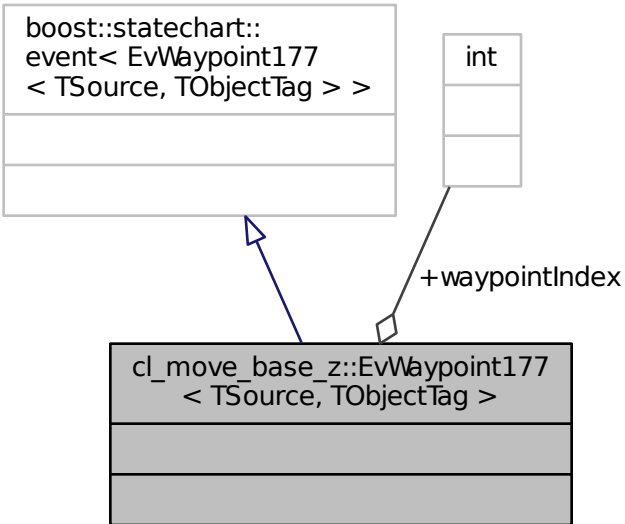 boost::statechart::
event< EvWaypoint177
< TSource, TObjectTag > >
int
+waypointIndex
cl_move_base_z::EvWaypoint177
< TSource, TObjectTag >